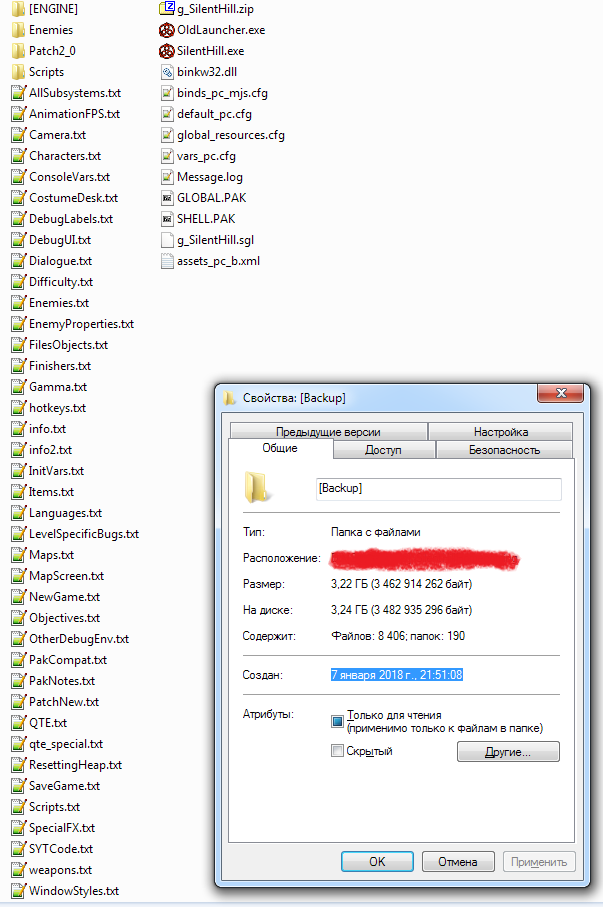 [ENGINE]
Enemies
Patch2_0
Scripts
AllSubsystems.txt
AnimationFPS.txt
Camera.txt
Characters.txt
ConsoleVars.txt
CostumeDesk.txt
DebugLabels.txt
DebugUI.txt
Dialogue.txt
Difficulty.txt
Enemies.txt
EnemyProperties.txt
FilesObjects.txt
Finishers.txt
Gamma.txt
hotkeys.txt
info.txt
info2.txt
InitVars.txt
Items.txt
Languages.txt
LevelSpecificBugs.txt
Maps.txt
MapScreen.txt
NewGame.txt
Objectives.txt
OtherDebugEnv.txt
PakCompat.txt
PakNotes.txt
PatchNew.txt
QTE.txt
qte_special.txt
ResettingHeap.txt
SaveGame.txt
Scripts.txt
SpecialFX.txt
SYTCode.txt
weapons.txt
WindowStyles.txt
g_SilentHill.zip
OldLauncher.exe
SilentHill.exe
binkw32.dll
binds_pc_mjs.cfg
default_pc.cfg
global_resources.cfg
vars_pc.cfg
Message.log
GLOBAL.PAK
SHELL.PAK
g_SilentHill.sgl
assets_pc_b.xml
Свойства: [Backup]
Предыдущие версии
Настройка
Общие
Доступ
Безопасность
[Backup]
Тип: Папка с файлами
Расположение:
Размер: 3,22 ГБ (3 462 914 262 байт)
На диске: 3,24 ГБ (3 482 935 296 байт)
Содержит: Файлов: 8 406; папок: 190
Создан: 7 января 2018 г., 21:51:08
Атрибуты: Только для чтения
(применимо только к файлам в папке)
Скрытый
Другие...
OK
Отмена
Применить